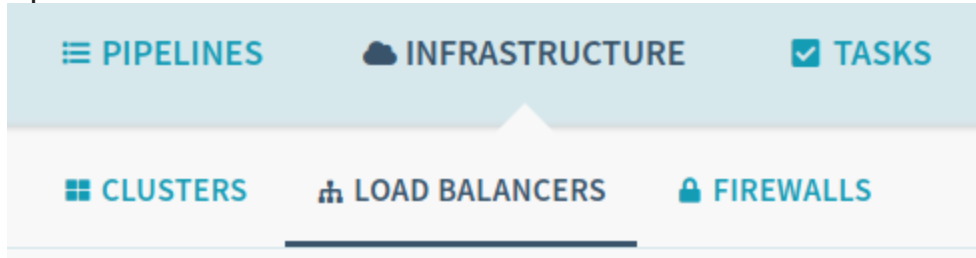 PIPELINES INFRASTRUCTURE TASKS
CLUSTERS LOAD BALANCERS FIREWALLS